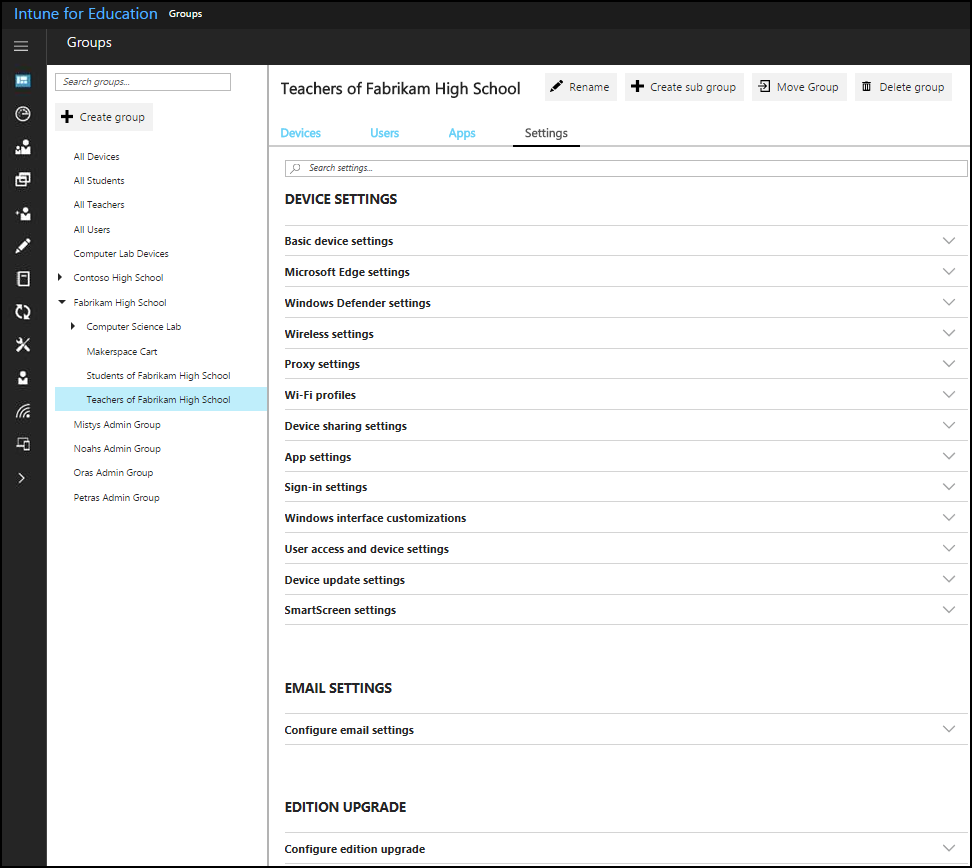 Intune for Education Groups
Groups
Search groups...
Create group
All Devices
All Students
All Teachers
All Users
Computer Lab Devices
Contoso High School
Fabrikam High School
Computer Science Lab
Makerspace Cart
Students of Fabrikam High School
Teachers of Fabrikam High School
Mistys Admin Group
Noahs Admin Group
Oras Admin Group
Petras Admin Group
Teachers of Fabrikam High School
Rename
Create sub group
Move Group
Delete group
Devices
Users
Apps
Settings
Search settings...
DEVICE SETTINGS
Basic device settings
Microsoft Edge settings
Windows Defender settings
Wireless settings
Proxy settings
Wi-Fi profiles
Device sharing settings
App settings
Sign-in settings
Windows interface customizations
User access and device settings
Device update settings
SmartScreen settings
EMAIL SETTINGS
Configure email settings
EDITION UPGRADE
Configure edition upgrade